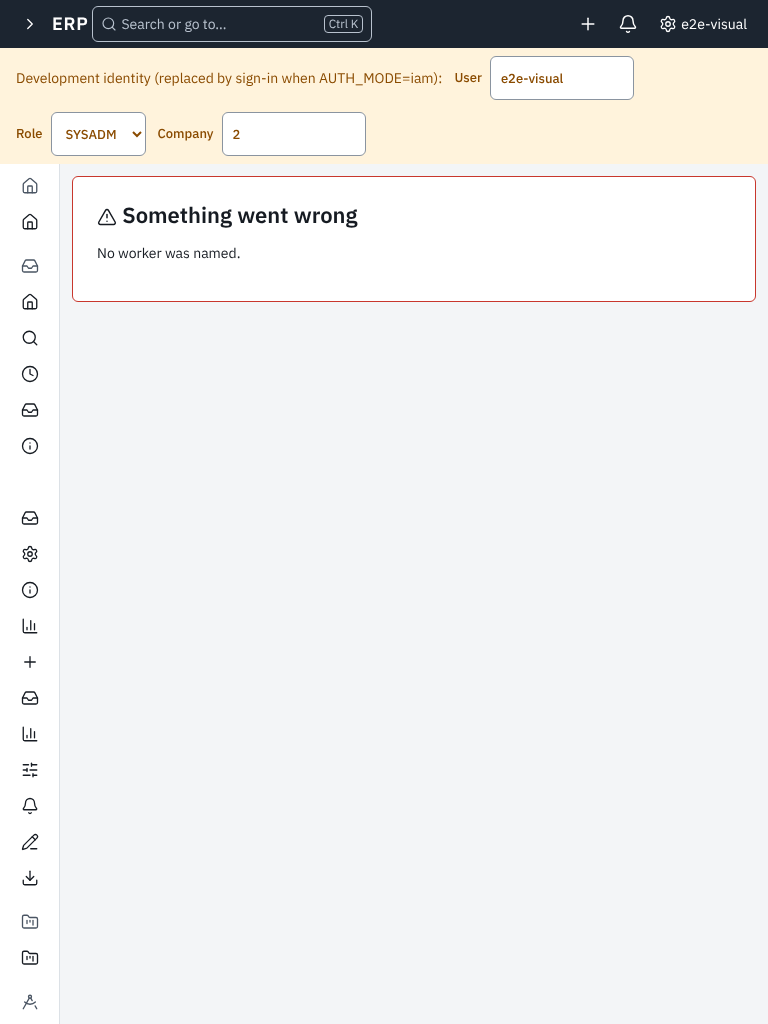 ERP Search or go to... Ctrl K e2e-visual
Development identity (replaced by sign-in when AUTH_MODE=iam): User e2e-visual
Role SYSADM Company 2
Something went wrong
No worker was named.